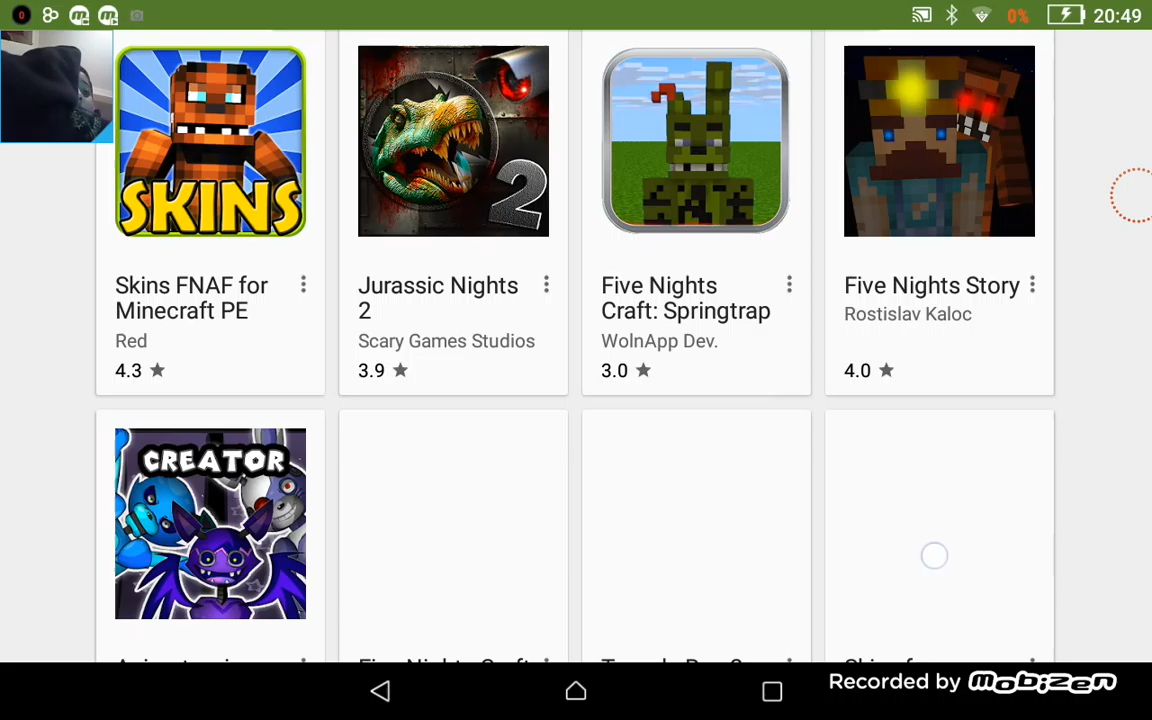 0% 20:49
SKINS
2
Skins FNAF for Minecraft PE
Red
4.3
Jurassic Nights 2
Scary Games Studios
3.9
Five Nights Craft: Springtrap
WolnApp Dev.
3.0
Five Nights Story
Rostislav Kaloc
4.0
CREATOR
Recorded by mobizen